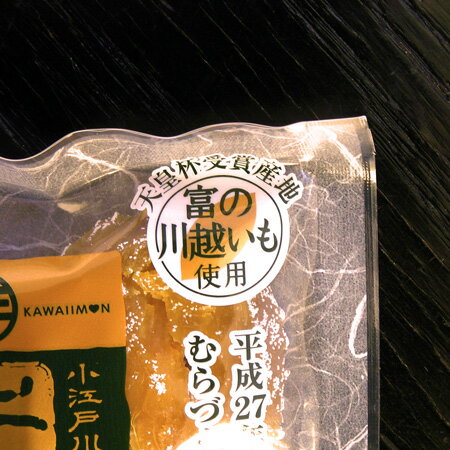 天皇杯受賞産地
富の
川越いも
使用
KAWAIIMON
平成27
むらづ
小江戸川